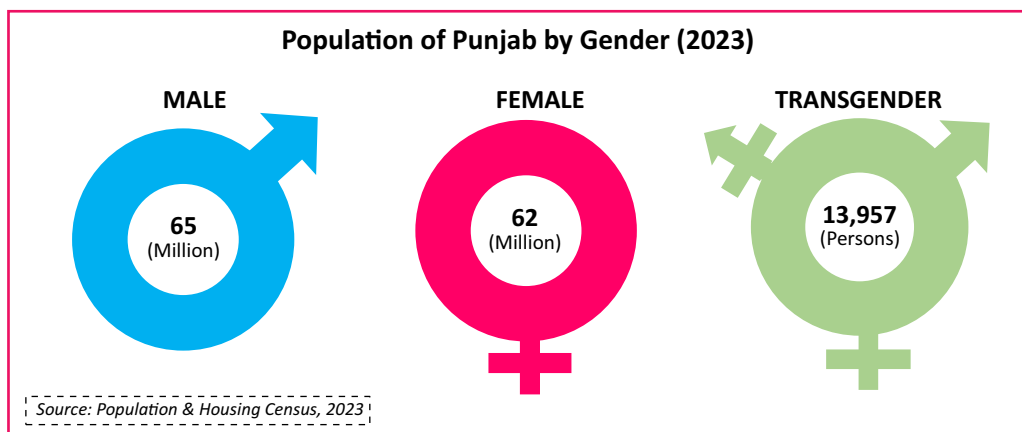 Population of Punjab by Gender (2023)
MALE
FEMALE
TRANSGENDER
65
(Million)
62
(Million)
13,957
(Persons)
Source: Population & Housing Census, 2023